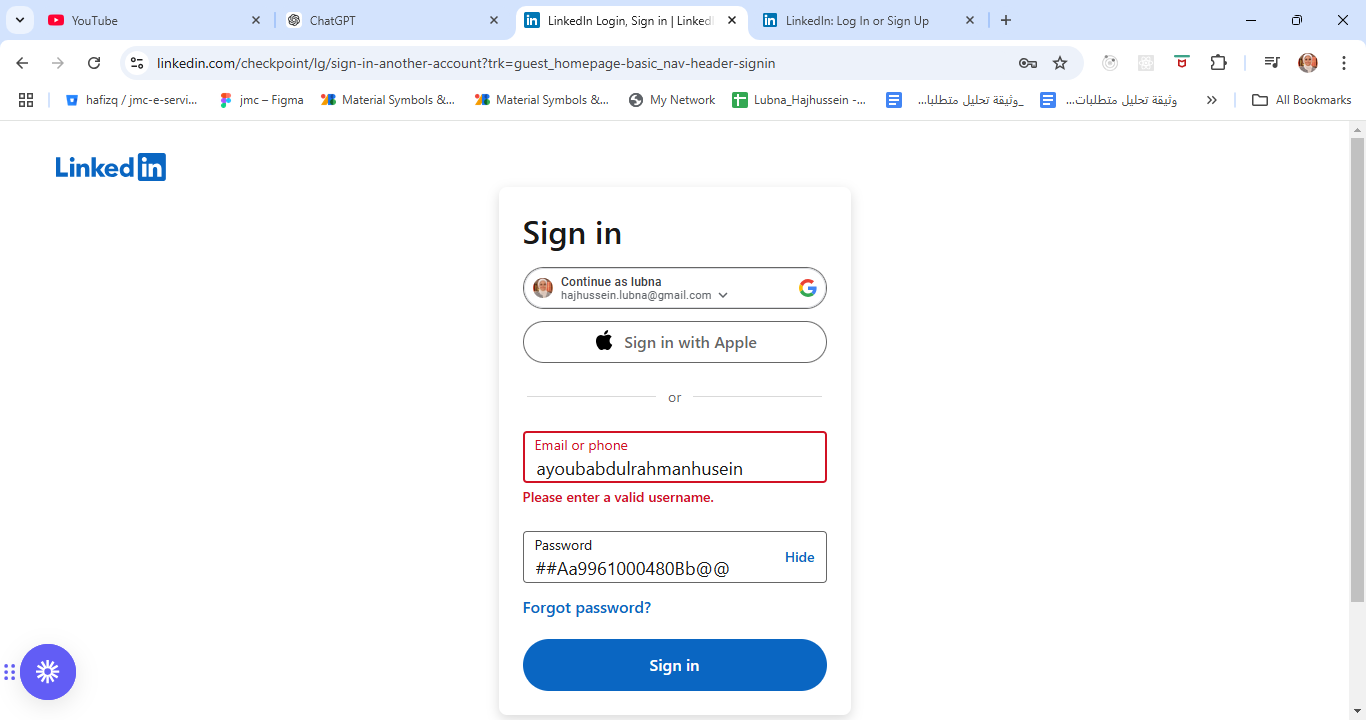 YouTube
ChatGPT
LinkedIn Login, Sign in | LinkedI
LinkedIn: Log In or Sign Up
linkedin.com/checkpoint/lg/sign-in-another-account?trk=guest_homepage-basic_nav-header-signin
hafizq / jmc-e-servi...
jmc – Figma
Material Symbols &...
Material Symbols &...
My Network
Lubna_Hajhussein -...
_وثيقة تحليل متطلبا...
وثيقة تحليل متطلبات...
All Bookmarks
Linked in
Sign in
Continue as lubna
hajhussein.lubna@gmail.com
Sign in with Apple
or
Email or phone
ayoubabdulrahmanhusein
Please enter a valid username.
Password
##Aa9961000480Bb@@
Hide
Forgot password?
Sign in